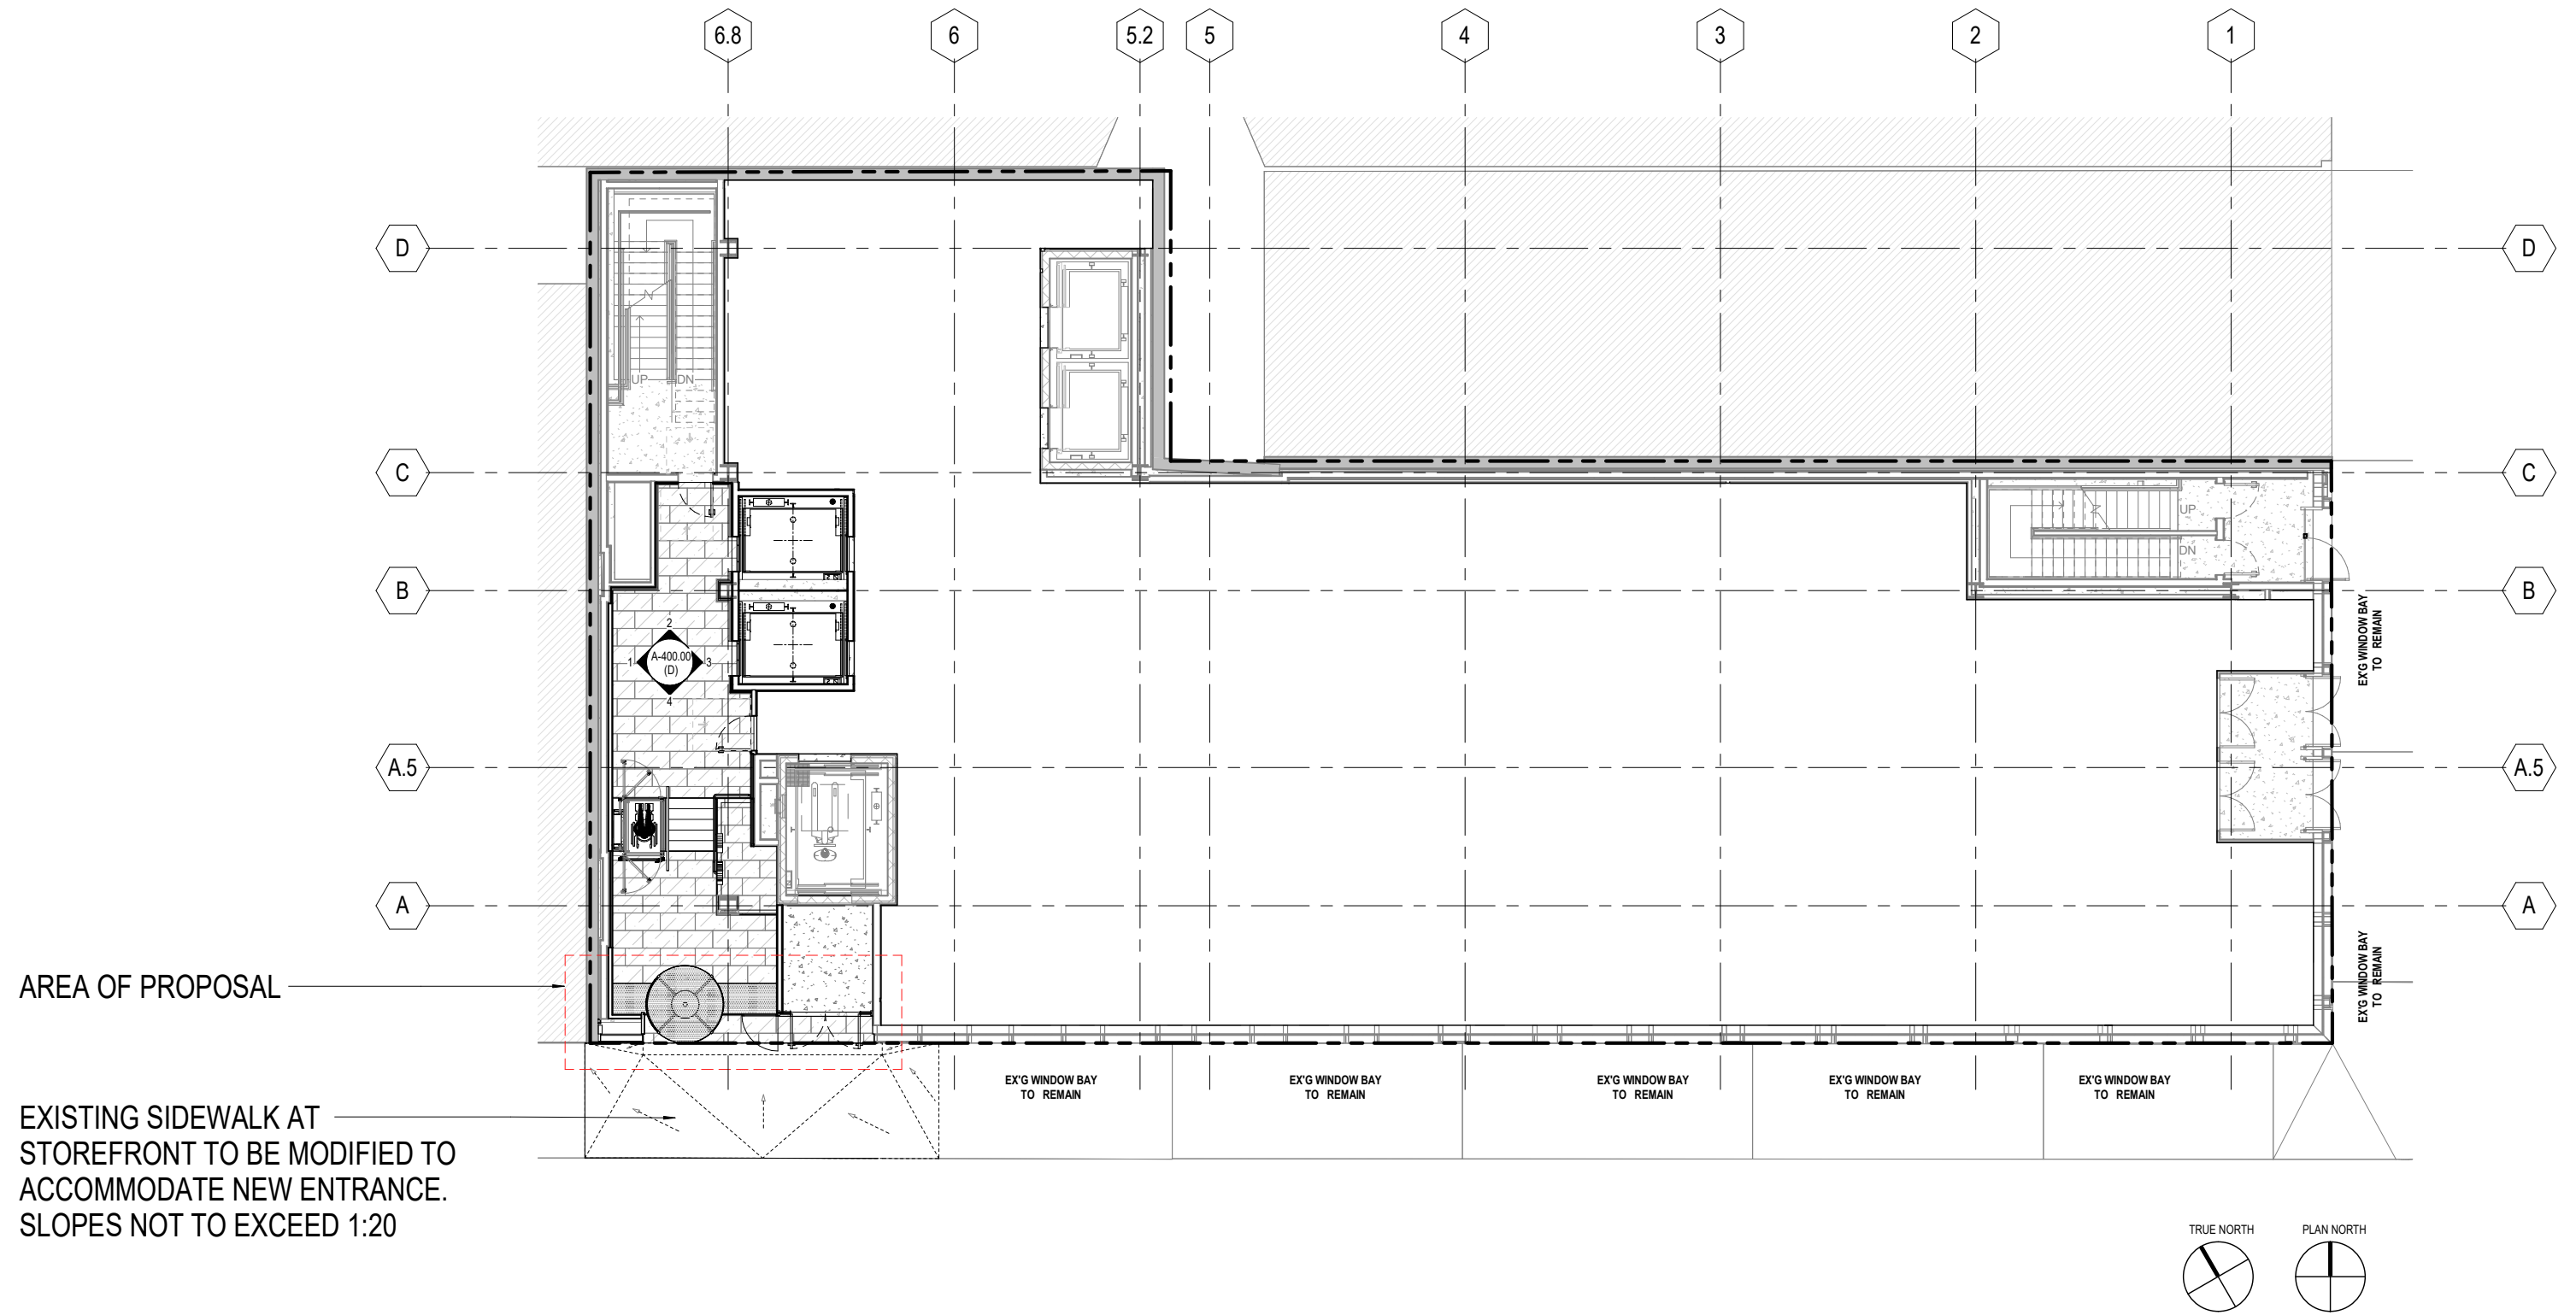 6.8
6
5.2
5
4
3
2
1
D
D
UP
DN
C
C
UP
DN
B
B
EX'G WINDOW BAY
TO REMAIN
2
1
A-400.00
(D)
3
4
A.5
A.5
A
A
EX'G WINDOW BAY
TO REMAIN
AREA OF PROPOSAL
EX'G WINDOW BAY
TO REMAIN
EX'G WINDOW BAY
TO REMAIN
EX'G WINDOW BAY
TO REMAIN
EX'G WINDOW BAY
TO REMAIN
EX'G WINDOW BAY
TO REMAIN
EXISTING SIDEWALK AT
STOREFRONT TO BE MODIFIED TO
ACCOMMODATE NEW ENTRANCE.
SLOPES NOT TO EXCEED 1:20
TRUE NORTH
PLAN NORTH